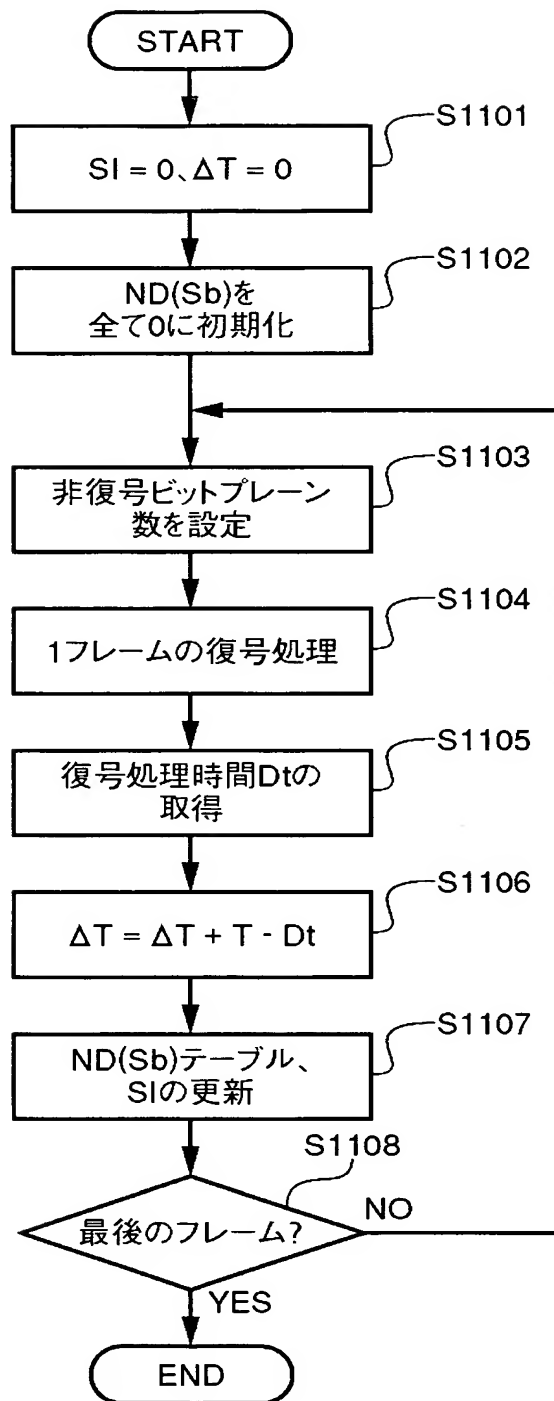 START
S1101
SI = 0、ΔT = 0
S1102
ND(Sb)を
全て0に初期化
S1103
非復号ビットプレーン
数を設定
S1104
1フレームの復号処理
S1105
復号処理時間Dtの
取得
S1106
ΔT = ΔT + T - Dt
S1107
ND(Sb)テーブル、
SIの更新
S1108
最後のフレーム?
NO
YES
END